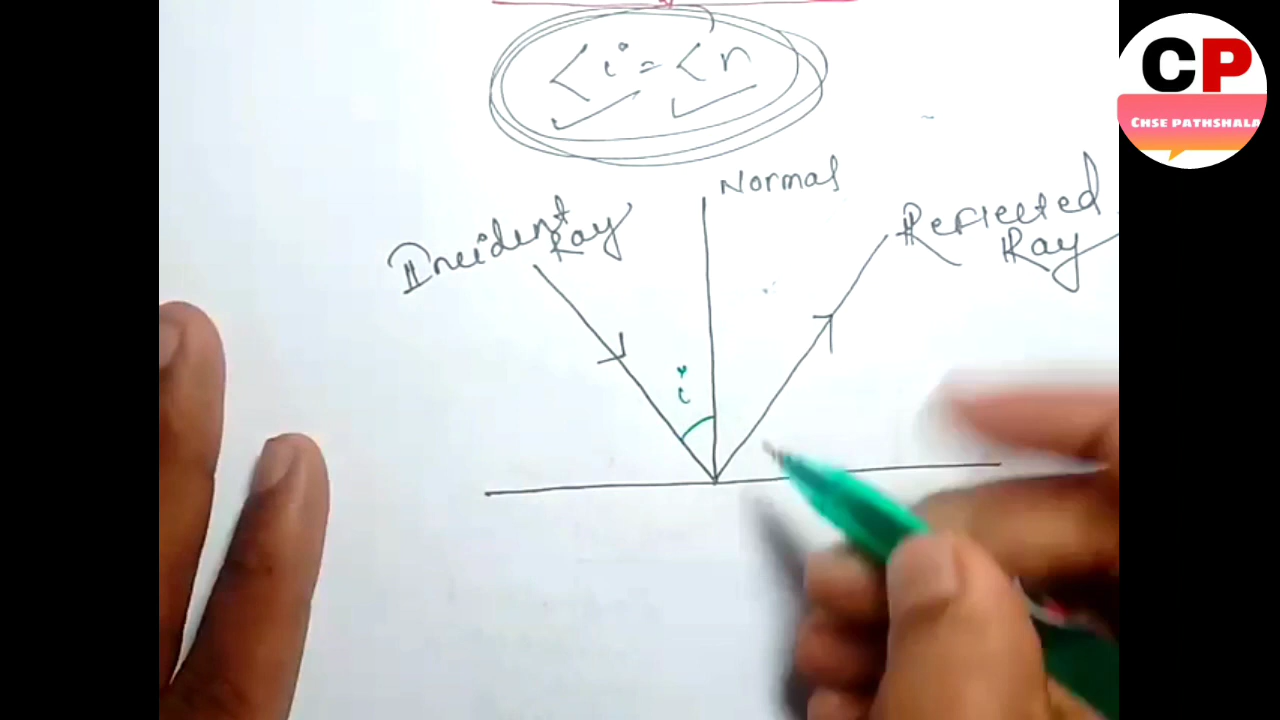 <i = <r
Normal
Incident
Ray
Reflected
Ray
i
CP
CHSE PATHSHALA